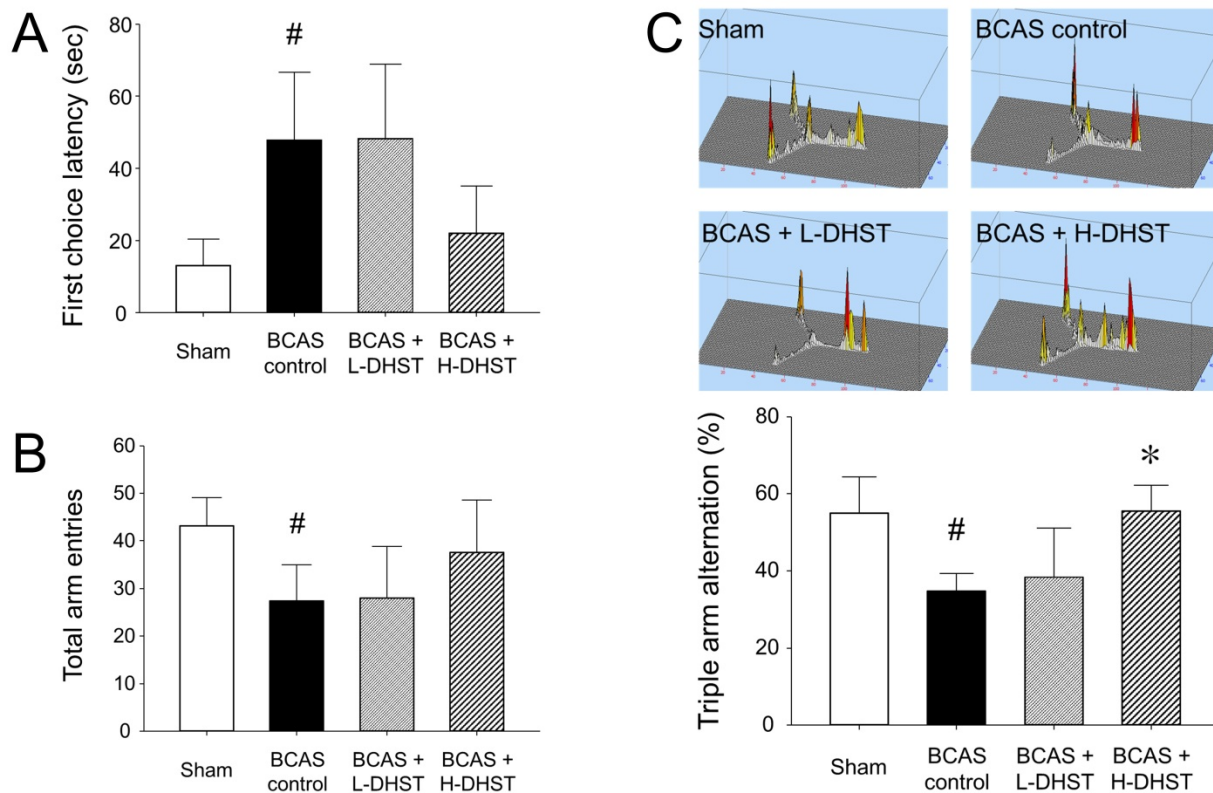 A
First choice latency (sec)
80
60
40
20
0
#
Sham
BCAS
control
BCAS +
L-DHST
BCAS +
H-DHST
B
Total arm entries
60
50
40
30
20
10
0
#
Sham
BCAS
control
BCAS +
L-DHST
BCAS +
H-DHST
C
Sham
BCAS control
BCAS + L-DHST
BCAS + H-DHST
Triple arm alternation (%)
80
60
40
20
0
#
*
Sham
BCAS
control
BCAS +
L-DHST
BCAS +
H-DHST